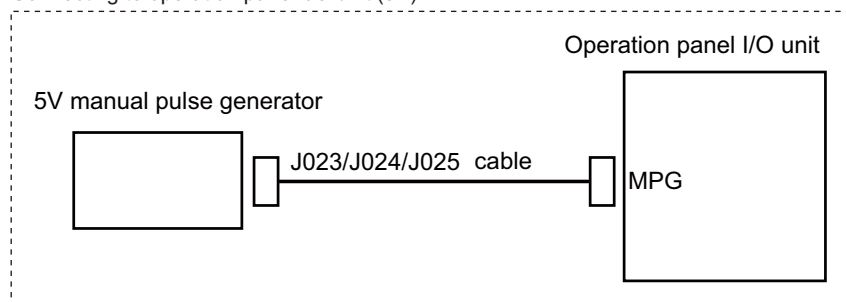 Operation panel I/O unit
5V manual pulse generator
J023/J024/J025 cable
MPG